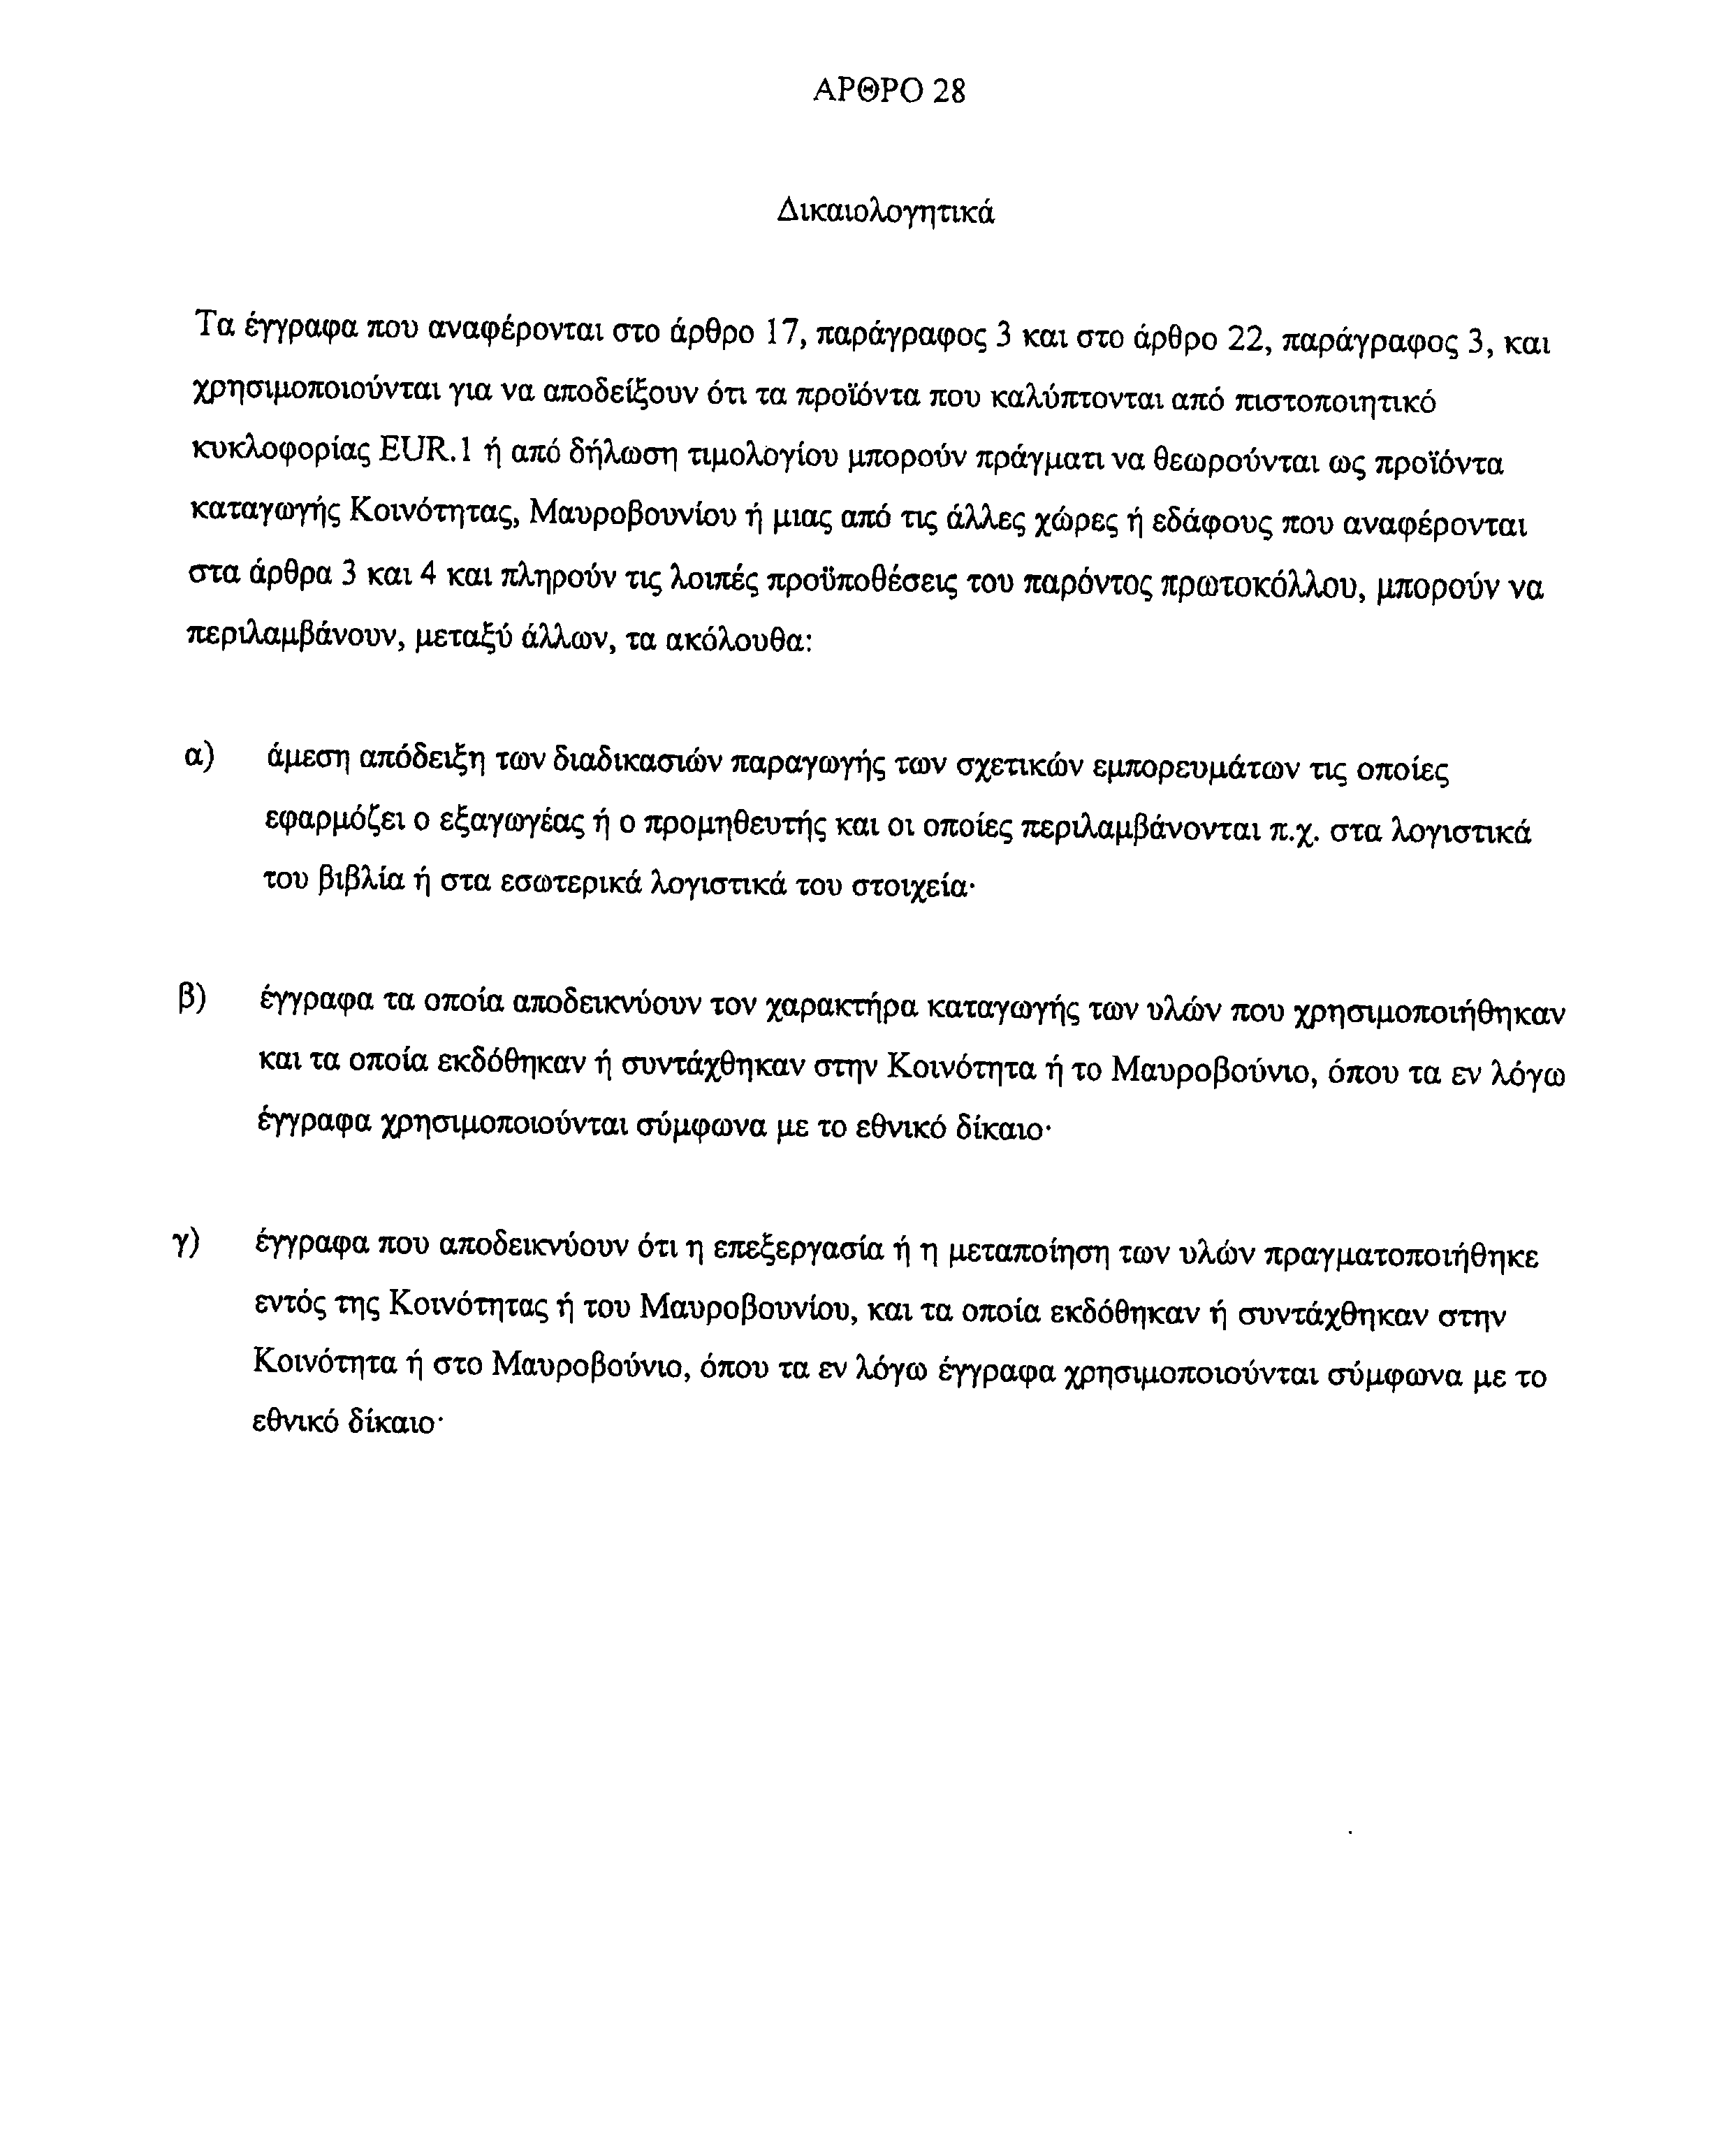 ΑΡΘΡΟ 28
Δικαιολογητικά
Τα έγγραφα που αναφέρονται στο άρθρο 17, παράγραφος 3 και στο άρθρο 22, παράγραφος 3, και
χρησιμοποιούνται για να αποδείξουν ότι τα προϊόντα που καλύπτονται από πιστοποιητικό
κυκλοφορίας EUR.1 ή από δήλωση τιμολογίου μπορούν πράγματι να θεωρούνται ως προϊόντα
καταγωγής Κοινότητας, Μαυροβουνίου ή μιας από τις άλλες χώρες ή εδάφους που αναφέρονται
στα άρθρα 3 και 4 και πληρούν τις λοιπές προϋποθέσεις του παρόντος πρωτοκόλλου, μπορούν να
περιλαμβάνουν, μεταξύ άλλων, τα ακόλουθα:
α) άμεση απόδειξη των διαδικασιών παραγωγής των σχετικών εμπορευμάτων τις οποίες
εφαρμόζει ο εξαγωγέας ή ο προμηθευτής και οι οποίες περιλαμβάνονται π.χ. στα λογιστικά
του βιβλία ή στα εσωτερικά λογιστικά του στοιχεία·
β) έγγραφα τα οποία αποδεικνύουν τον χαρακτήρα καταγωγής των υλών που χρησιμοποιήθηκαν
και τα οποία εκδόθηκαν ή συντάχθηκαν στην Κοινότητα ή το Μαυροβούνιο, όπου τα εν λόγω
έγγραφα χρησιμοποιούνται σύμφωνα με το εθνικό δίκαιο·
γ) έγγραφα που αποδεικνύουν ότι η επεξεργασία ή η μεταποίηση των υλών πραγματοποιήθηκε
εντός της Κοινότητας ή του Μαυροβουνίου, και τα οποία εκδόθηκαν ή συντάχθηκαν στην
Κοινότητα ή στο Μαυροβούνιο, όπου τα εν λόγω έγγραφα χρησιμοποιούνται σύμφωνα με το
εθνικό δίκαιο·